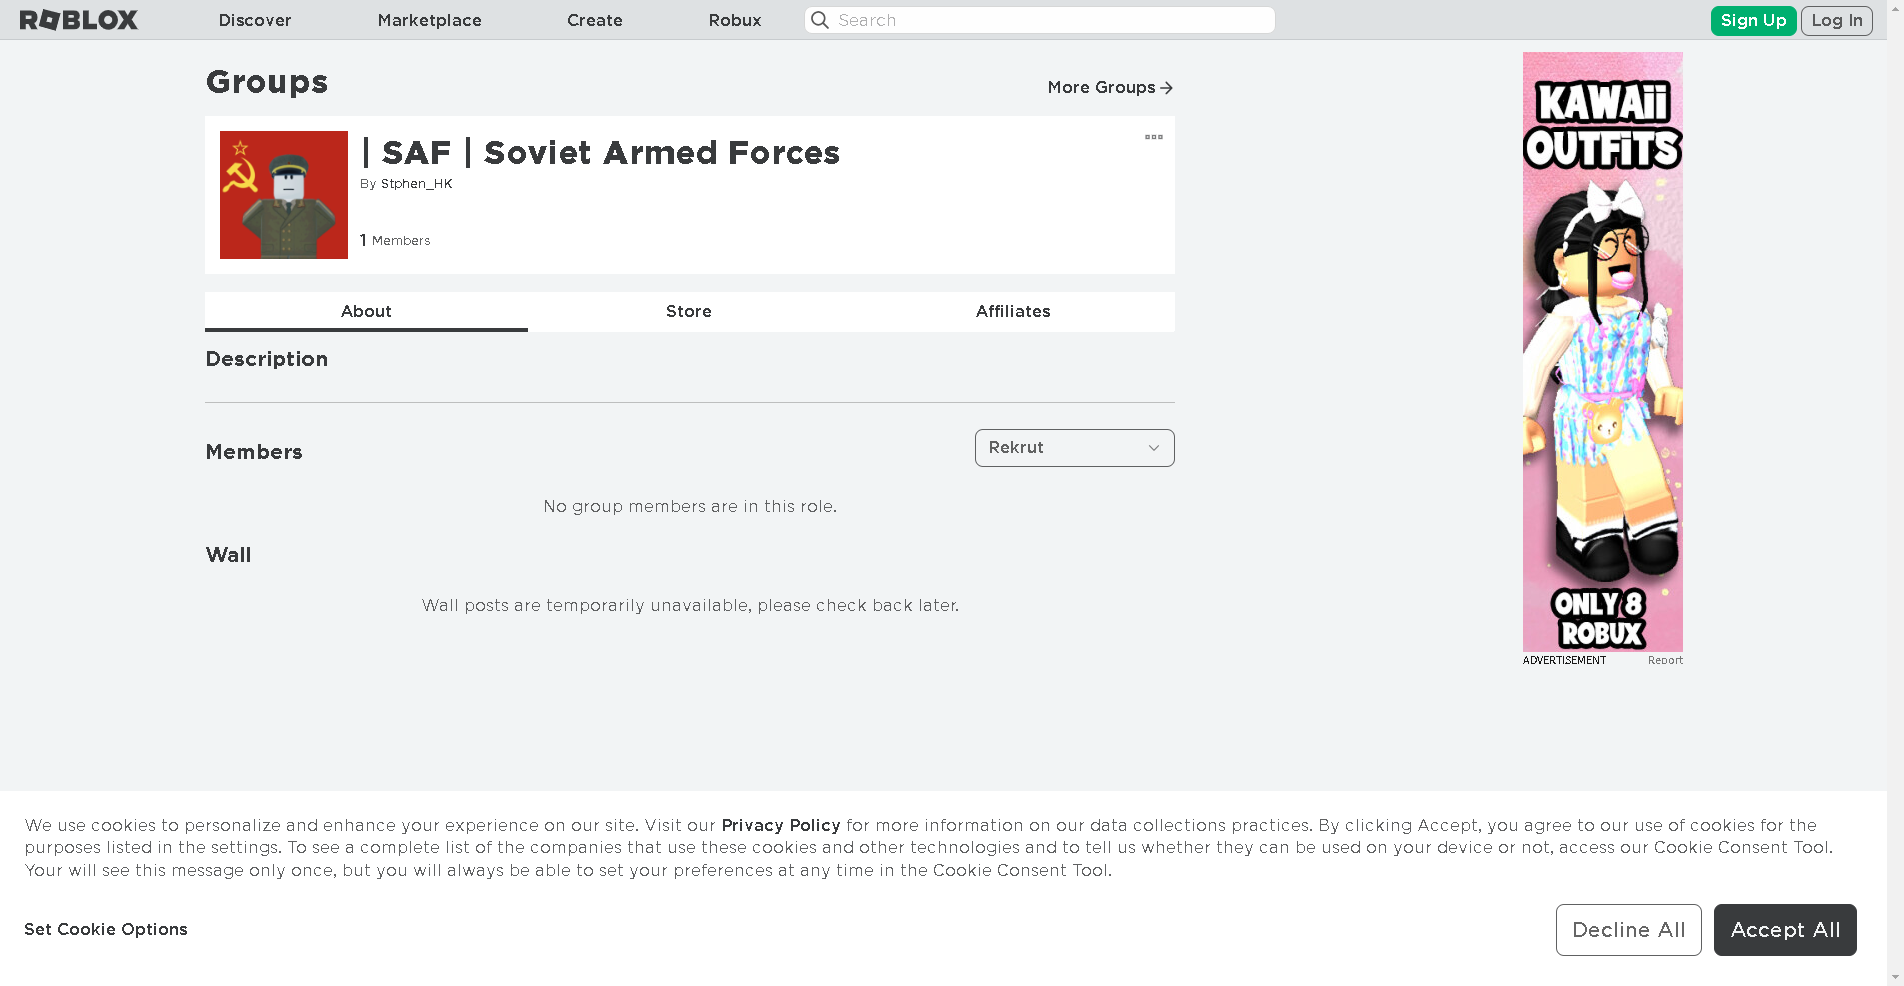 ROBLOX
Discover
Marketplace
Create
Robux
Search
Sign Up
Log In
Groups
More Groups
| SAF | Soviet Armed Forces
By Stphen_HK
1 Members
About
Store
Affiliates
Description
Members
Rekrut
No group members are in this role.
Wall
Wall posts are temporarily unavailable, please check back later.
KAWAii
OUTFiTS
ONLY 8
ROBUX
ADVERTISEMENT
Report
We use cookies to personalize and enhance your experience on our site. Visit our Privacy Policy for more information on our data collections practices. By clicking Accept, you agree to our use of cookies for the
purposes listed in the settings. To see a complete list of the companies that use these cookies and other technologies and to tell us whether they can be used on your device or not, access our Cookie Consent Tool.
Your will see this message only once, but you will always be able to set your preferences at any time in the Cookie Consent Tool.
Set Cookie Options
Decline All
Accept All